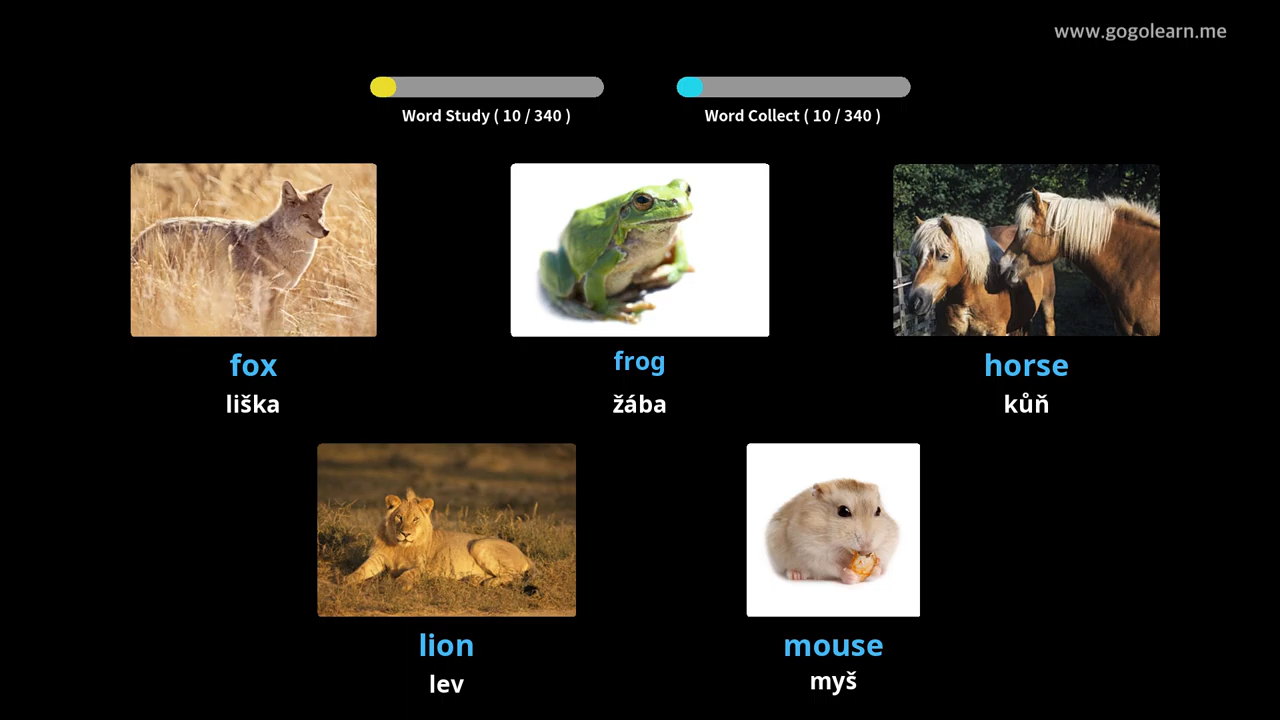 www.gogolearn.me
Word Study ( 10 / 340 )
Word Collect ( 10 / 340 )
fox
liška
frog
žába
horse
kůň
lion
lev
mouse
myš